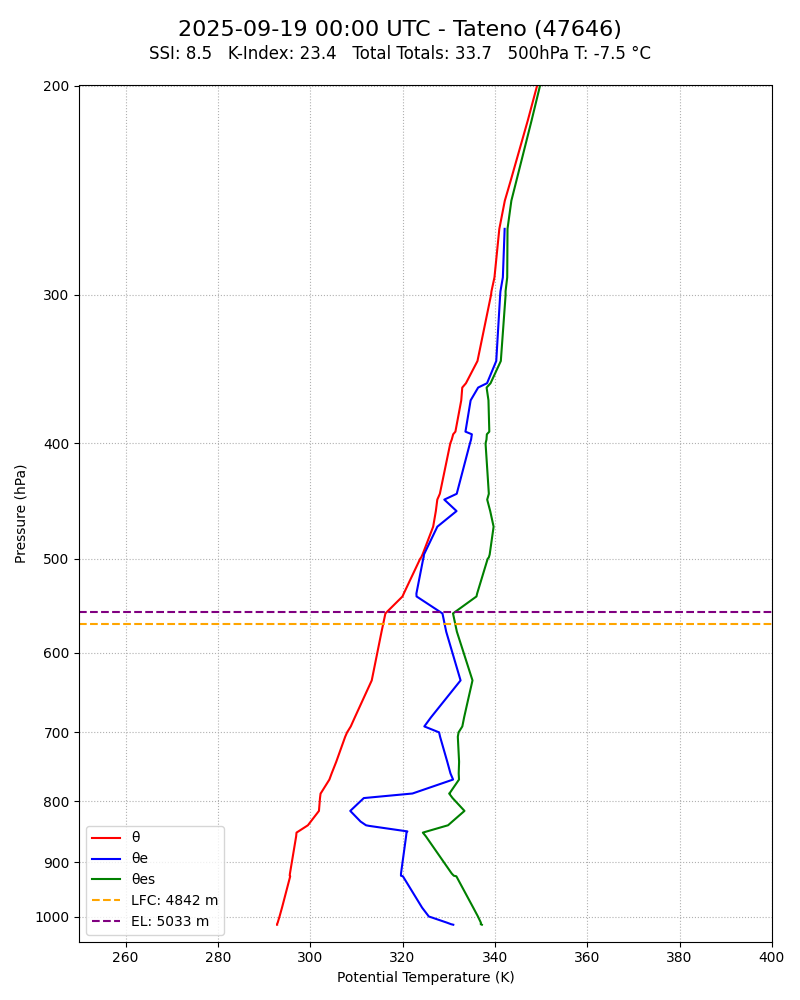 2025-09-19 00:00 UTC - Tateno (47646)
SSI: 8.5 K-Index: 23.4 Total Totals: 33.7 500hPa T: -7.5 °C
200
300
400
500
600
700
800
900
1000
Pressure (hPa)
θ
θe
θes
LFC: 4842 m
EL: 5033 m
260 280 300 320 340 360 380 400
Potential Temperature (K)